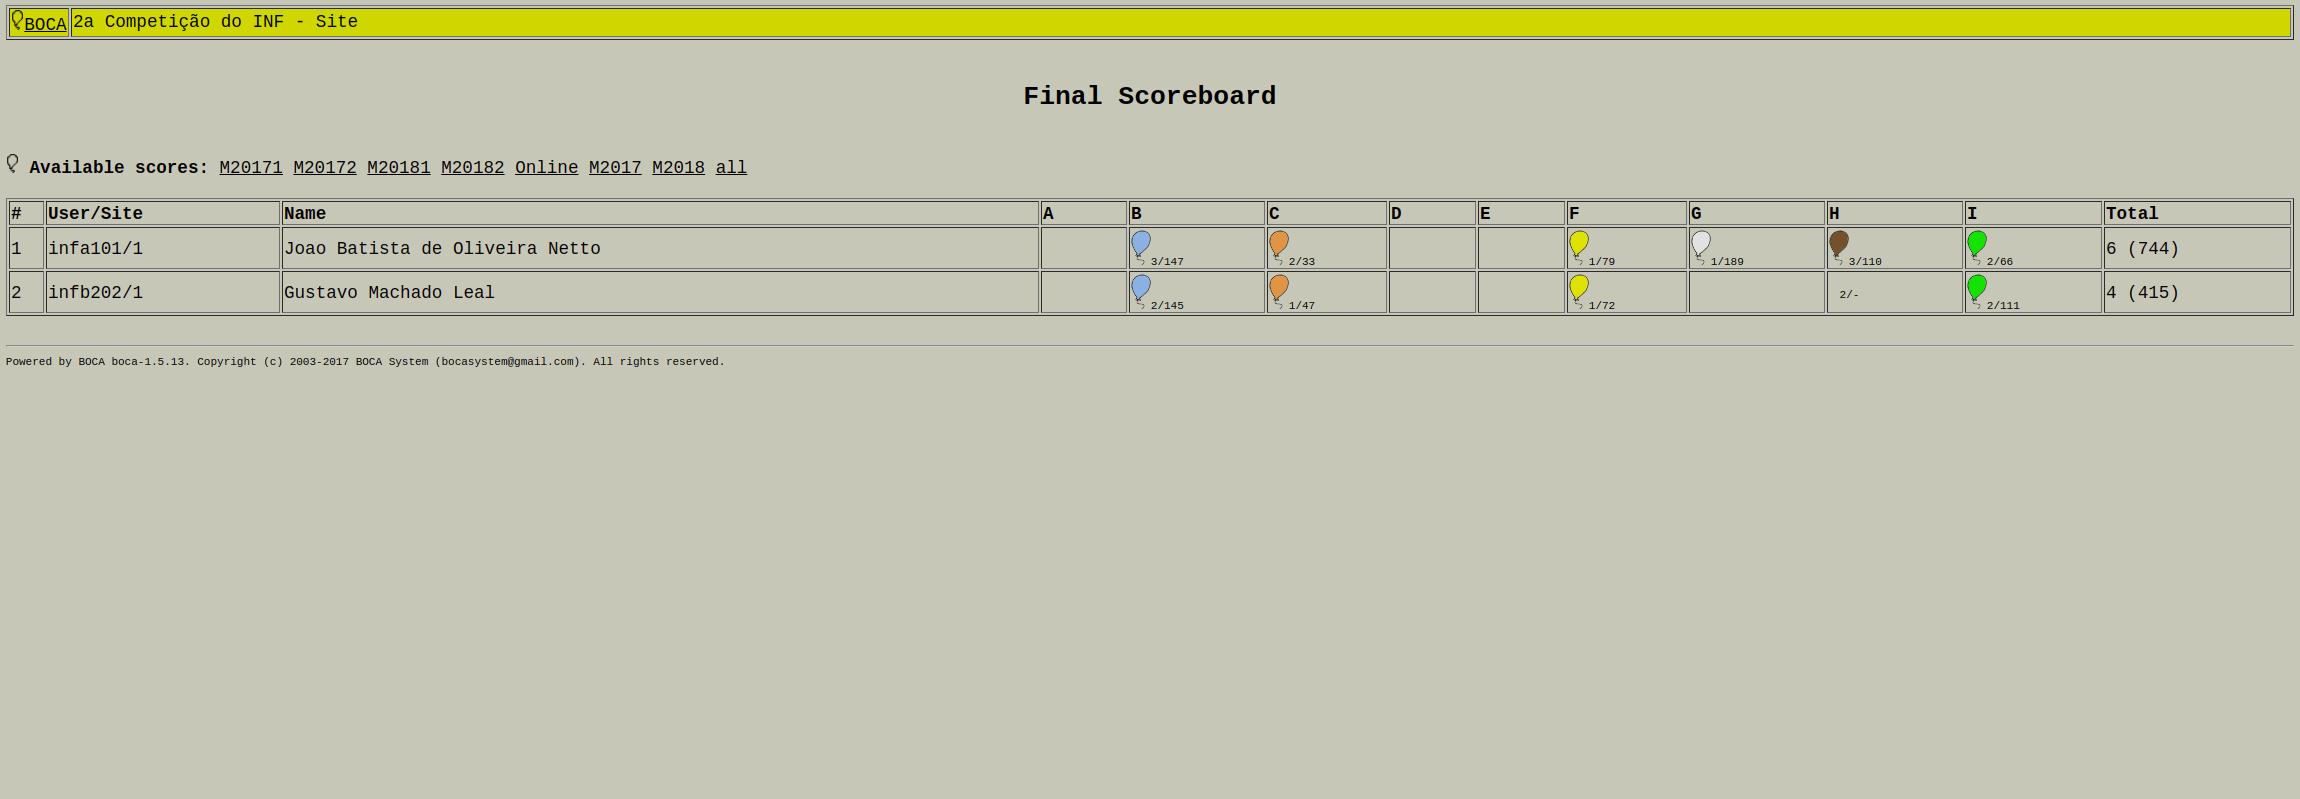 BOCA 2a Competição do INF - Site
Final Scoreboard
Available scores: M20171 M20172 M20181 M20182 Online M2017 M2018 all
# User/Site Name A B C D E F G H I Total
1 infa101/1 Joao Batista de Oliveira Netto 3/147 2/33 1/79 1/189 3/110 2/66 6 (744)
2 infb202/1 Gustavo Machado Leal 2/145 1/47 1/72 2/- 2/111 4 (415)
Powered by BOCA boca-1.5.13. Copyright (c) 2003-2017 BOCA System (bocasystem@gmail.com). All rights reserved.